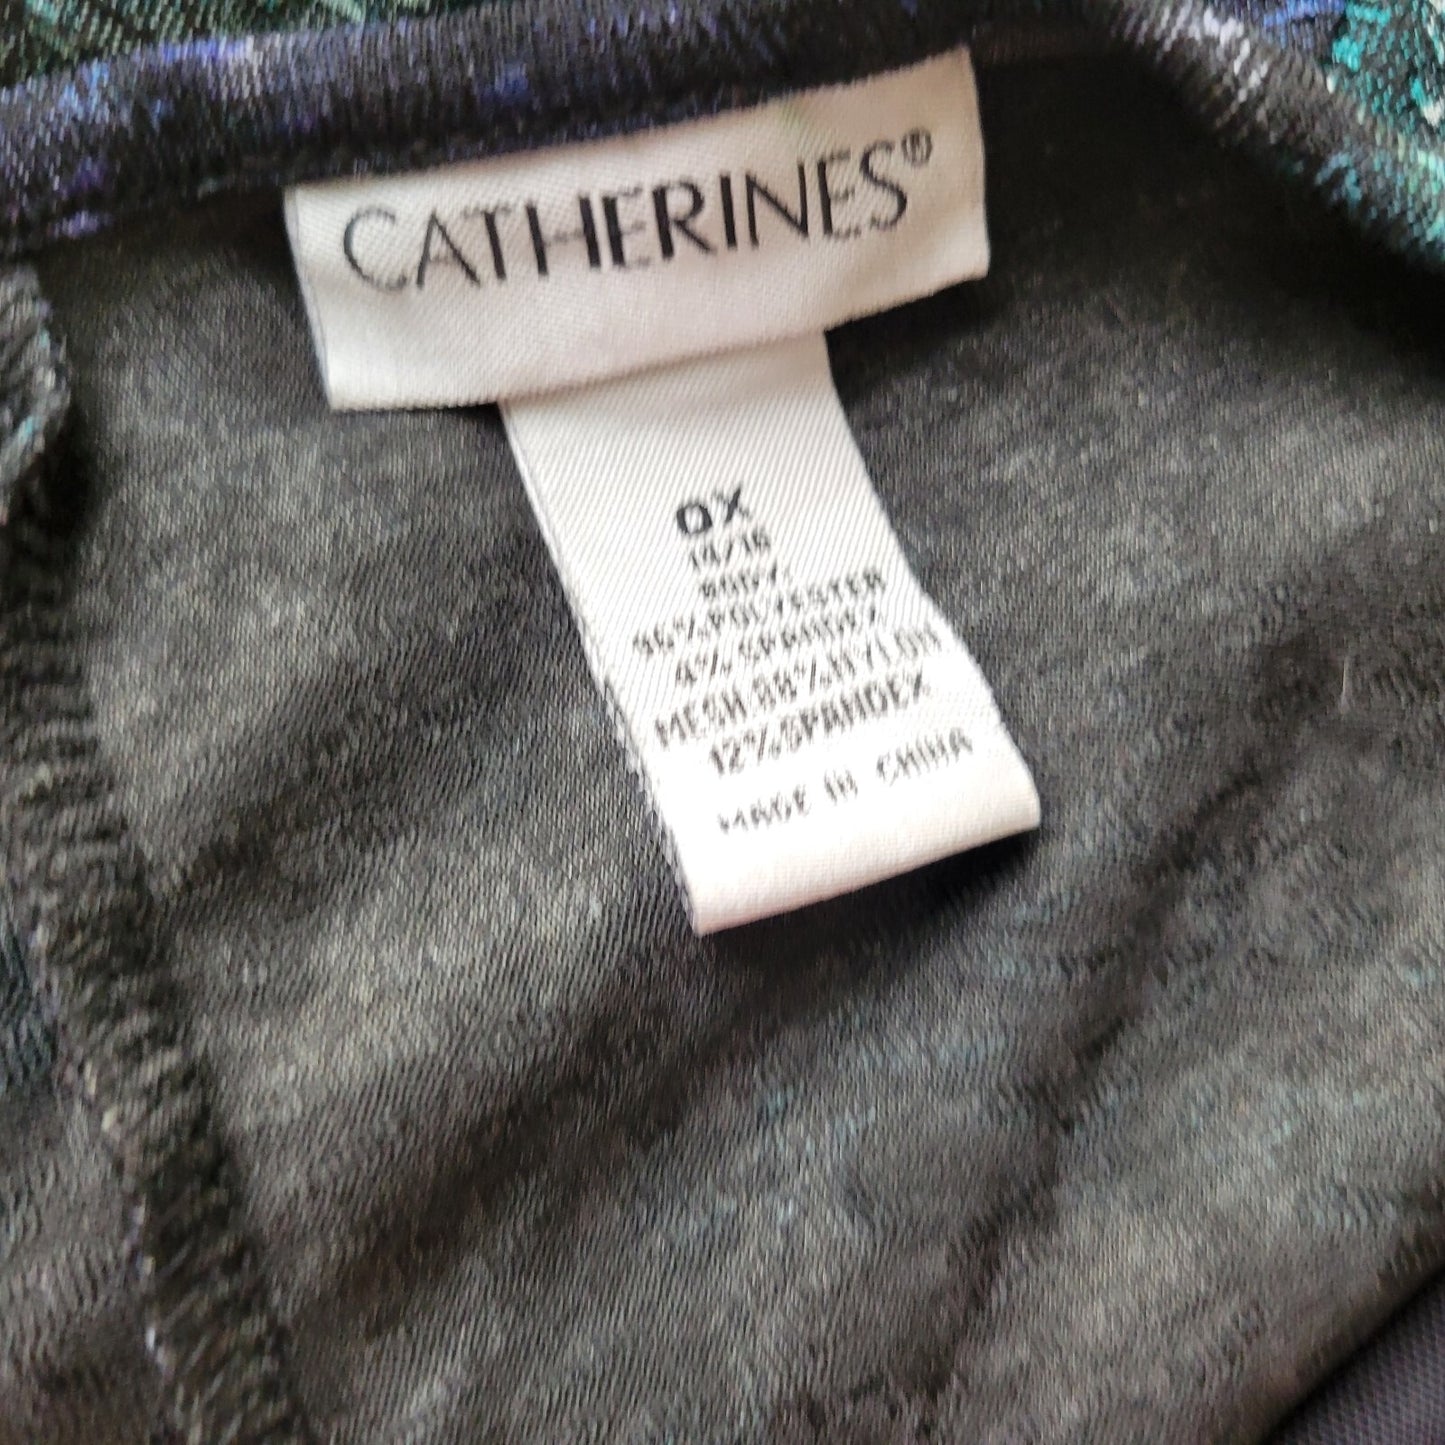 CATHERINES®
0X
14/16
BODY
96% POLYESTER
4% SPANDEX
MESH 88% NYLON
12% SPANDEX
MADE IN CHINA